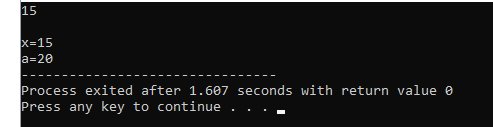 15
x=15
a=20
--------------------------------
Process exited after 1.607 seconds with return value 0
Press any key to continue . . .